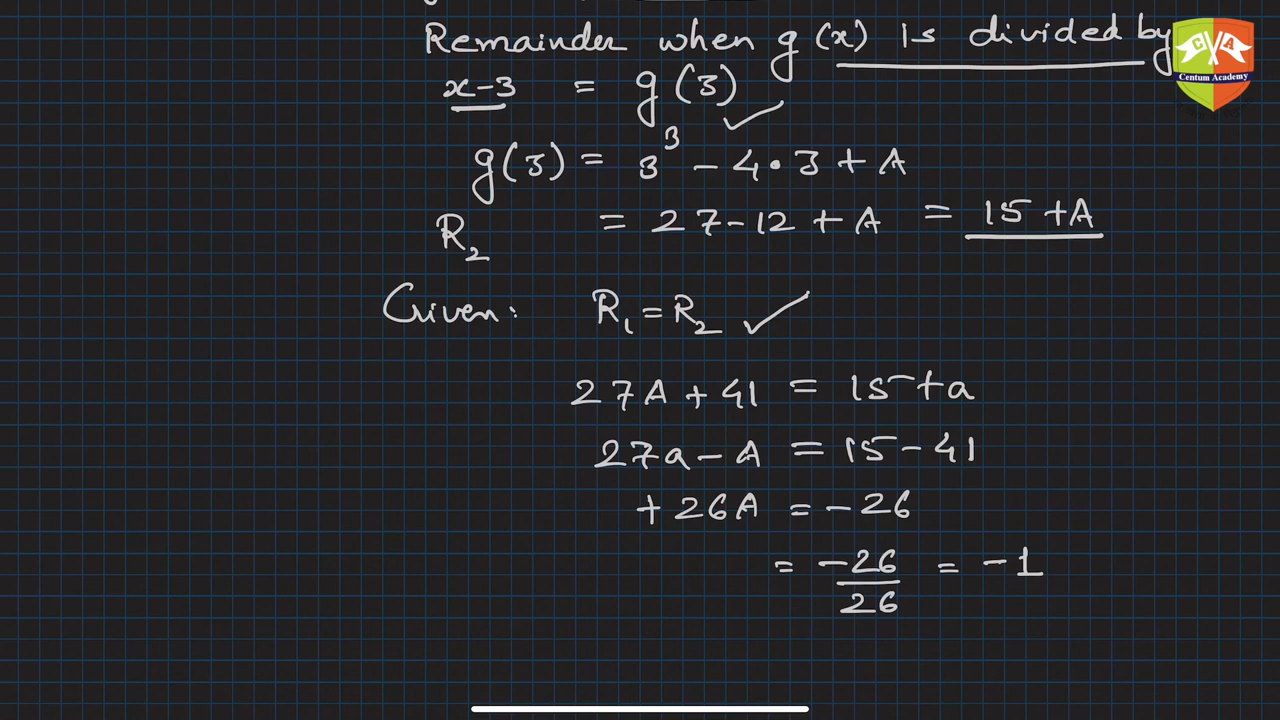 Remainder when g(x) is divided by
x-3 = g(3)
g(3) = 3³ - 4·3 + A
R₂ = 27-12 + A = 15 + A
Given: R₁ = R₂
27A + 41 = 15 + a
27a - A = 15 - 41
+26A = -26
= -26/26 = -1
C A
Centum Academy